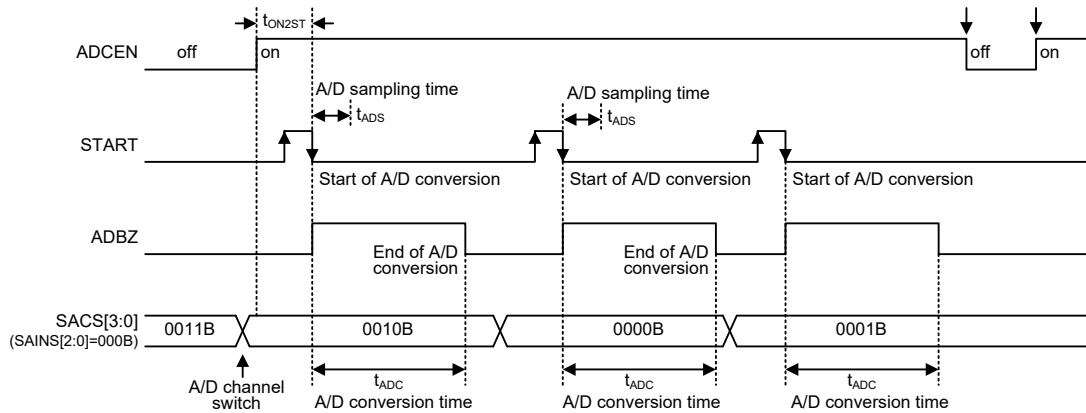 tON2ST
ADCEN off on off on
A/D sampling time A/D sampling time
tADS tADS
START
Start of A/D conversion Start of A/D conversion Start of A/D conversion
ADBZ
End of A/D conversion End of A/D conversion
SACS[3:0] 0011B 0010B 0000B 0001B
(SAINS[2:0]=000B)
A/D channel switch
tADC tADC tADC
A/D conversion time A/D conversion time A/D conversion time